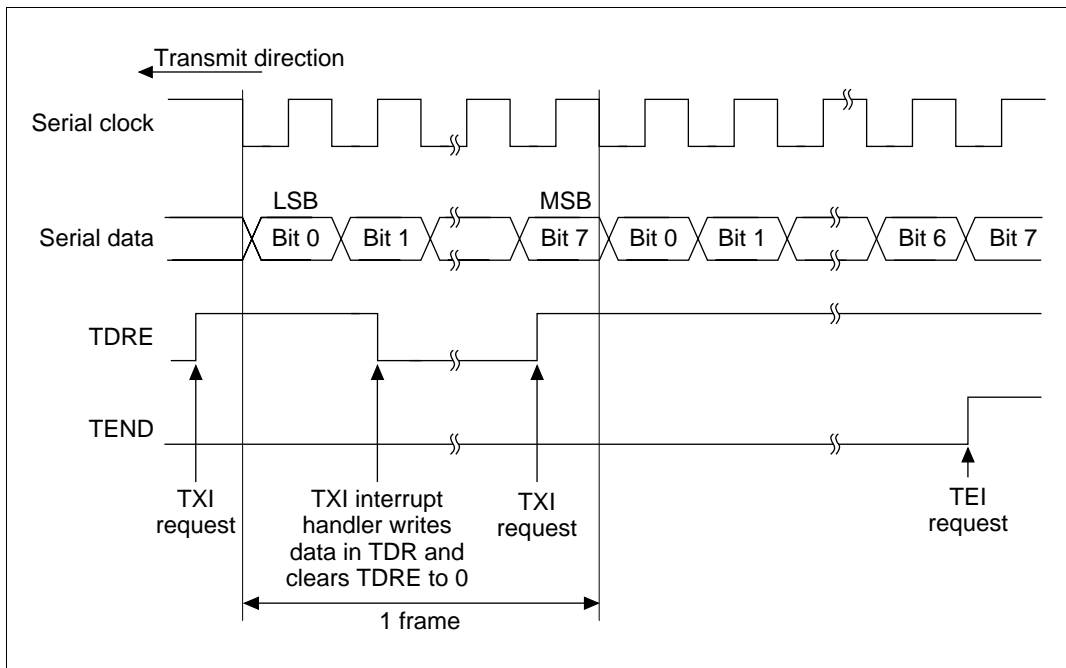 Transmit direction
Serial clock
LSB
MSB
Serial data
Bit 0
Bit 1
Bit 7
Bit 0
Bit 1
Bit 6
Bit 7
TDRE
TEND
TXI
request
TXI interrupt
handler writes
data in TDR and
clears TDRE to 0
TXI
request
TEI
request
1 frame